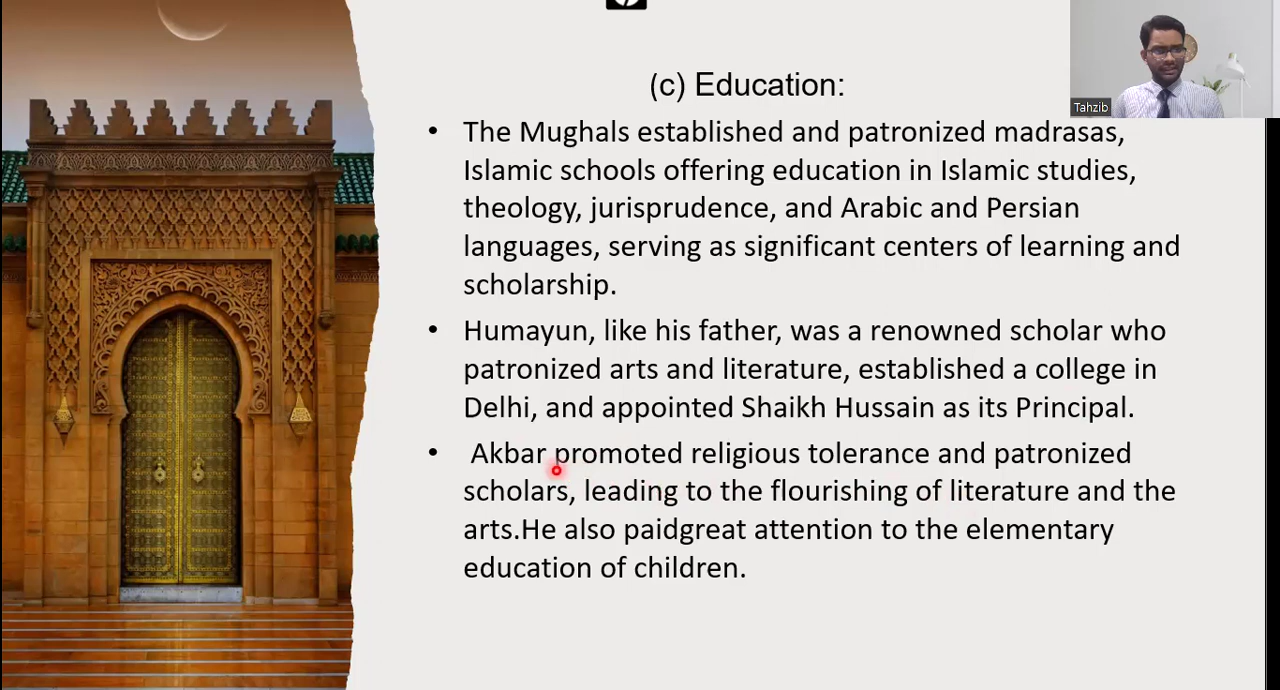 (c) Education:
Tahzib
• The Mughals established and patronized madrasas,
Islamic schools offering education in Islamic studies,
theology, jurisprudence, and Arabic and Persian
languages, serving as significant centers of learning and
scholarship.
• Humayun, like his father, was a renowned scholar who
patronized arts and literature, established a college in
Delhi, and appointed Shaikh Hussain as its Principal.
• Akbar promoted religious tolerance and patronized
scholars, leading to the flourishing of literature and the
arts.He also paidgreat attention to the elementary
education of children.